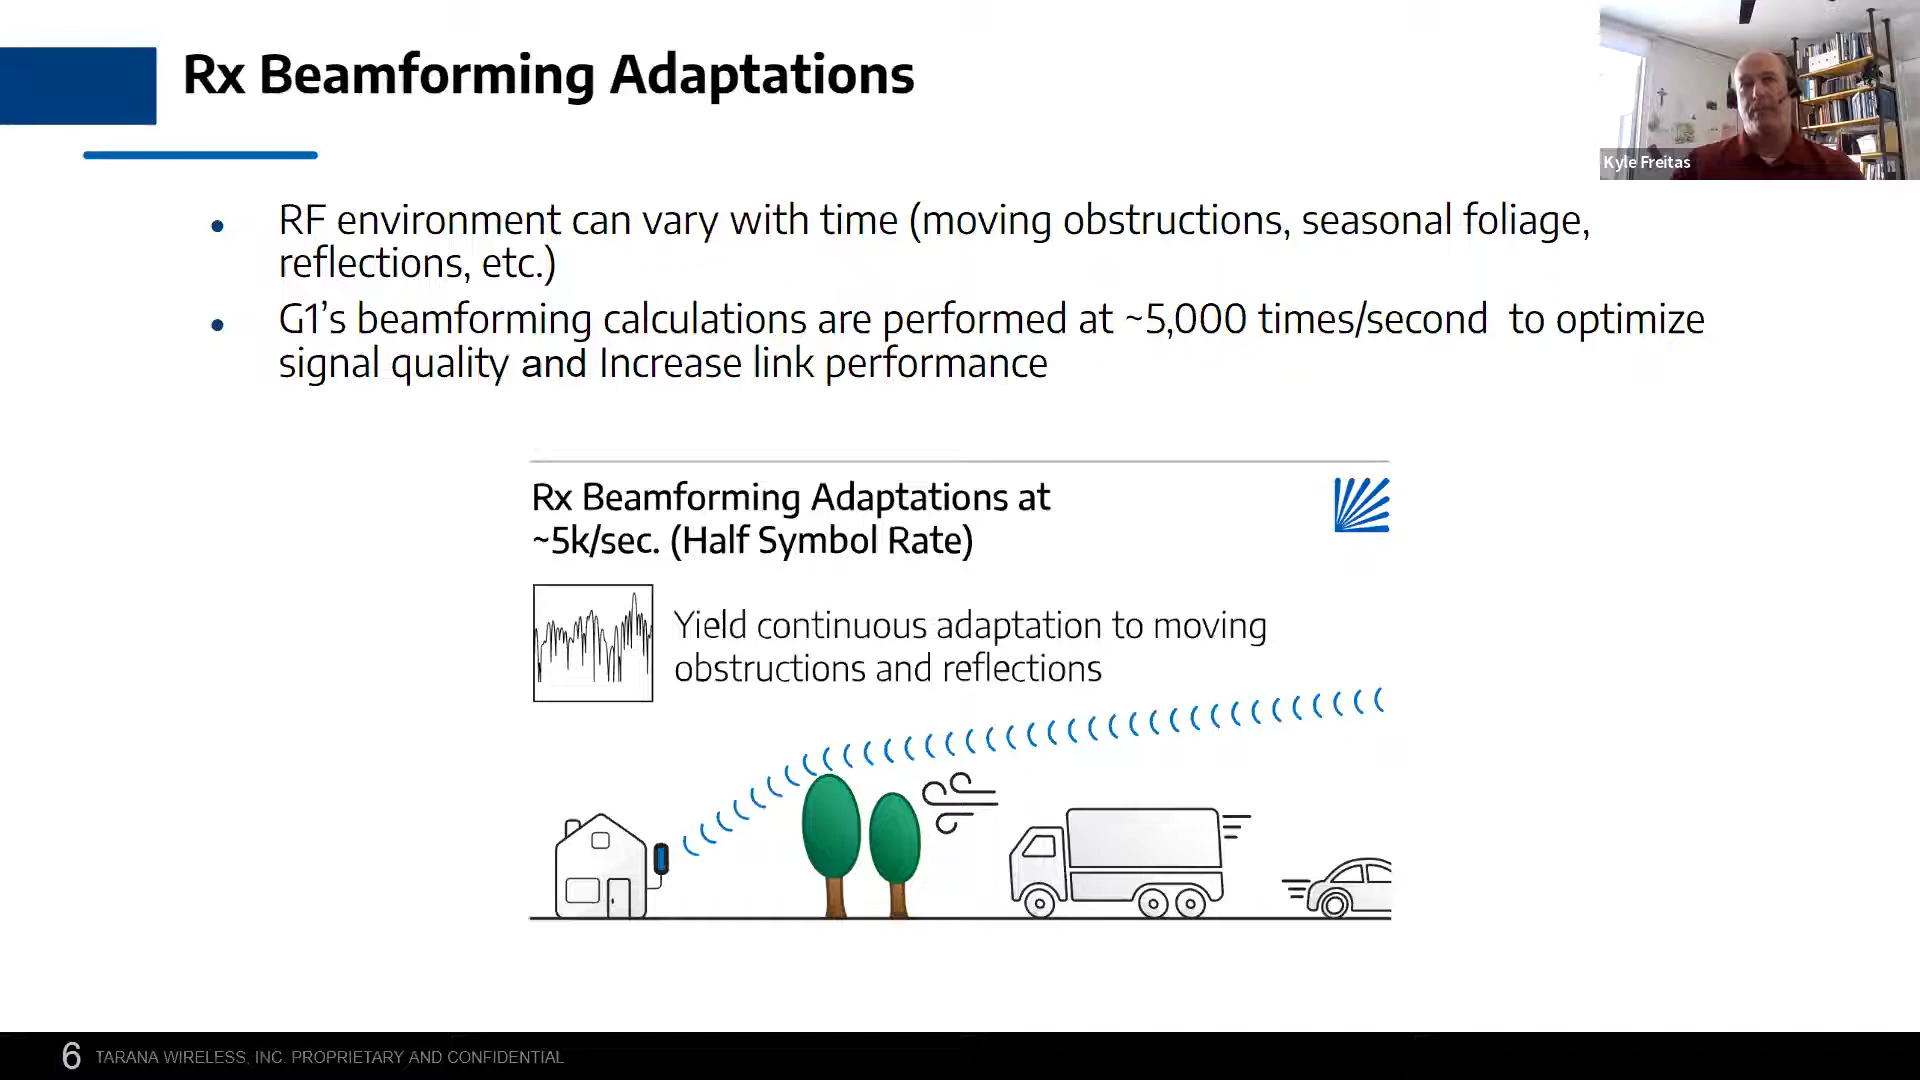 Rx Beamforming Adaptations
Kyle Freitas
• RF environment can vary with time (moving obstructions, seasonal foliage,
reflections, etc.)
• G1’s beamforming calculations are performed at ~5,000 times/second to optimize
signal quality and Increase link performance
Rx Beamforming Adaptations at
~5k/sec. (Half Symbol Rate)
Yield continuous adaptation to moving
obstructions and reflections
6 TARANA WIRELESS, INC. PROPRIETARY AND CONFIDENTIAL